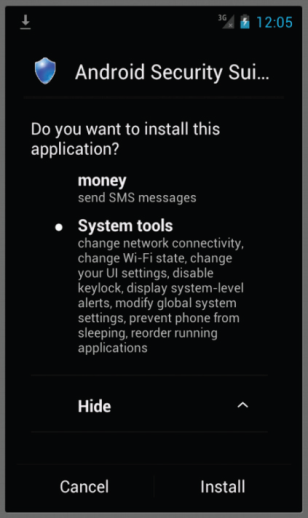 3G 12:05
Android Security Sui...
Do you want to install this
application?
money
send SMS messages
System tools
change network connectivity,
change Wi-Fi state, change
your UI settings, disable
keylock, display system-level
alerts, modify global system
settings, prevent phone from
sleeping, reorder running
applications
Hide
Cancel Install